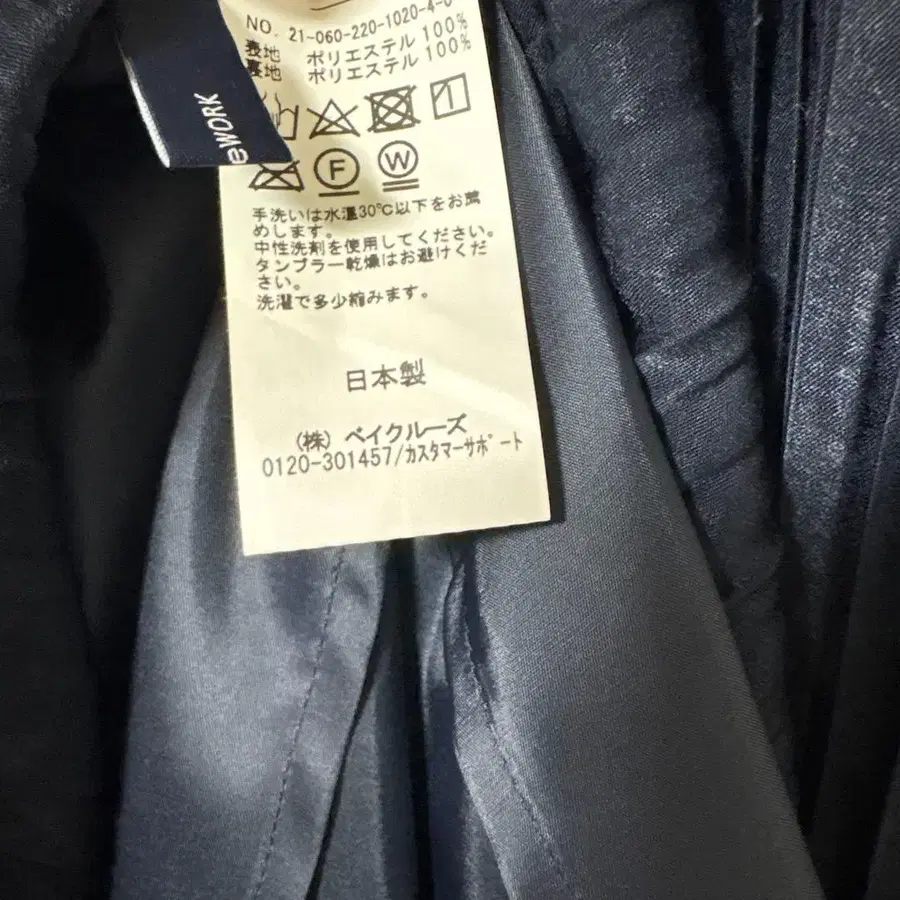 NO. 21-060-220-1020-4-0
表地 ポリエステル 100%
裏地 ポリエステル 100%
eWORK
F
W
手洗いは水温30℃以下をお薦
めします。
中性洗剤を使用してください。
タンブラー乾燥はお避けくだ
さい。
洗濯で多少縮みます。
日本製
(株) ベイクルーズ
0120-301457/カスタマーサポート